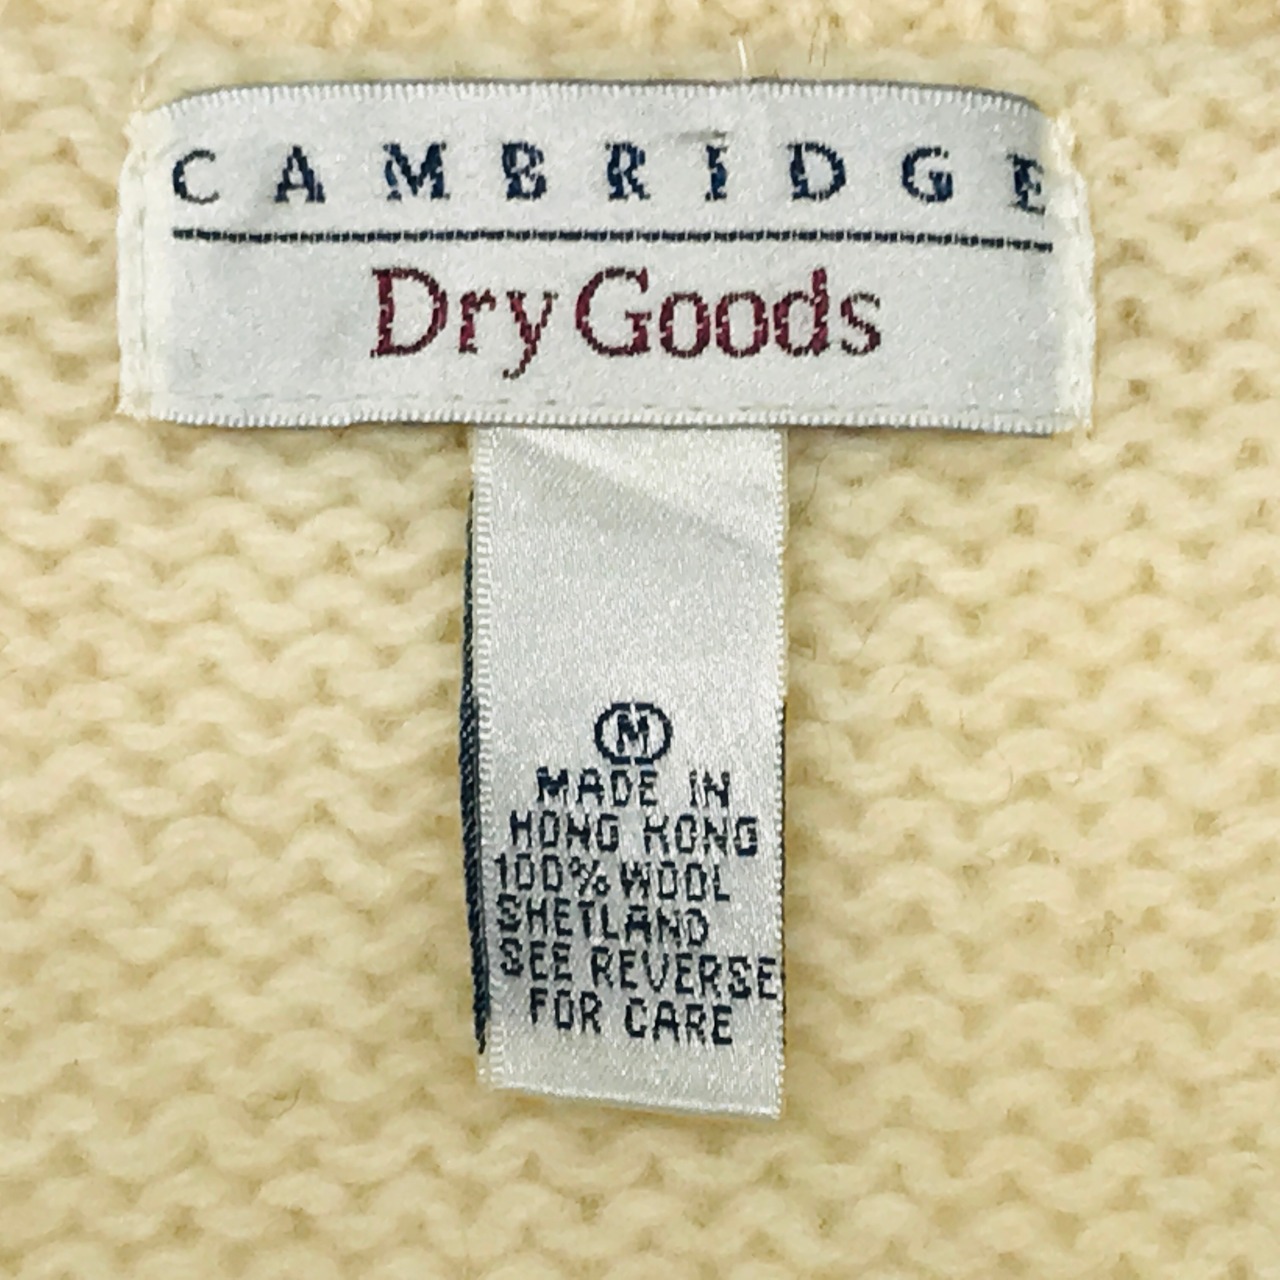 CAMBRIDGE
Dry Goods
M
MADE IN
HONG KONG
100% WOOL
SHETLAND
SEE REVERSE
FOR CARE